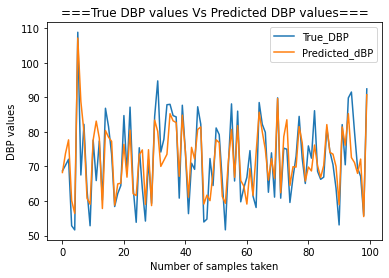 ===True DBP values Vs Predicted DBP values===
True_DBP
Predicted_dBP
DBP values
110
100
90
80
70
60
50
0 20 40 60 80 100
Number of samples taken